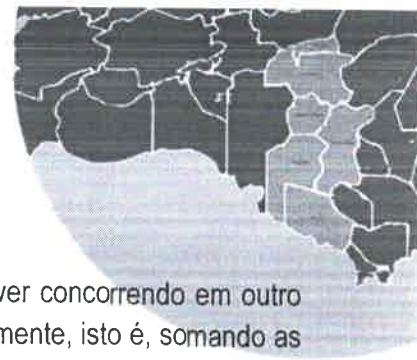 ver concorrendo em outro
mente, isto é, somando as